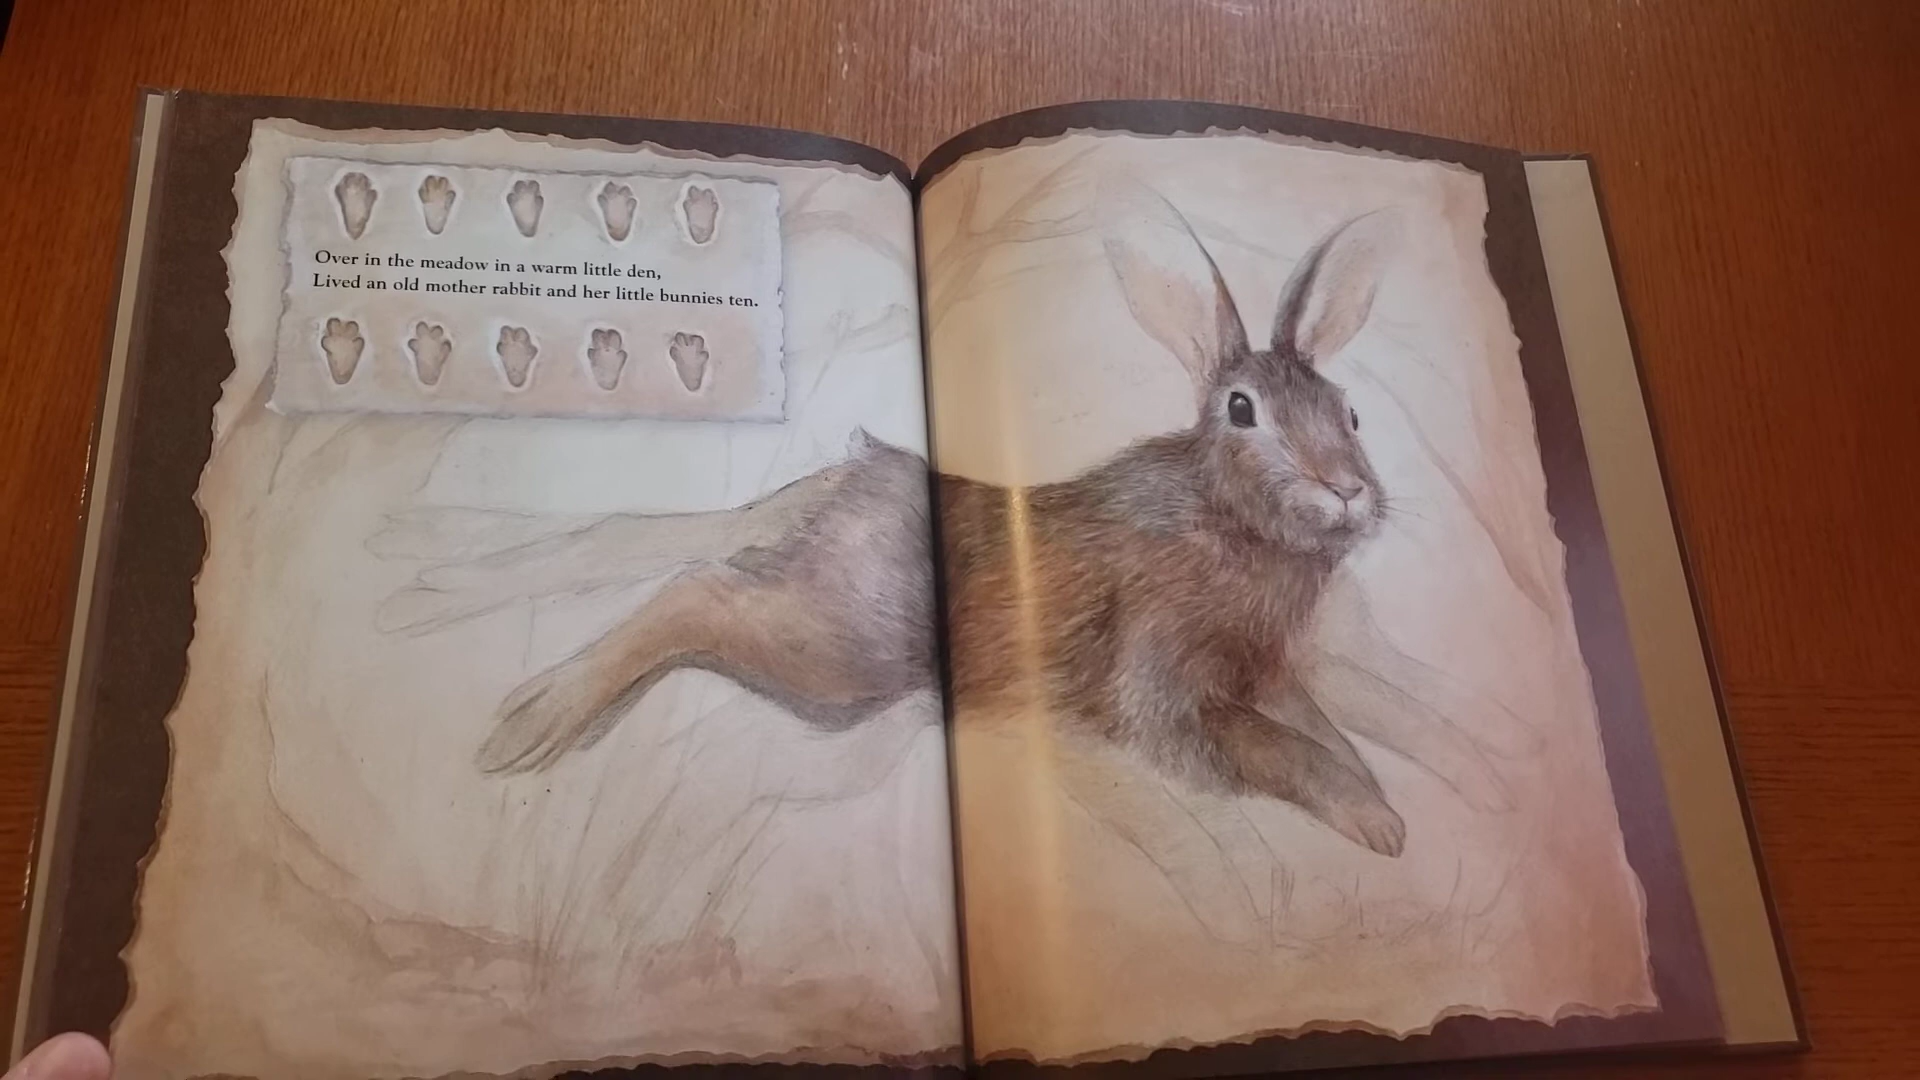 Over in the meadow in a warm little den,
Lived an old mother rabbit and her little bunnies ten.